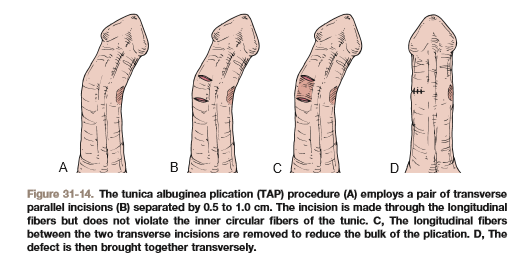 A
B
C
D
Figure 31-14. The tunica albuginea plication (TAP) procedure (A) employs a pair of transverse
parallel incisions (B) separated by 0.5 to 1.0 cm. The incision is made through the longitudinal
fibers but does not violate the inner circular fibers of the tunic. C, The longitudinal fibers
between the two transverse incisions are removed to reduce the bulk of the plication. D, The
defect is then brought together transversely.